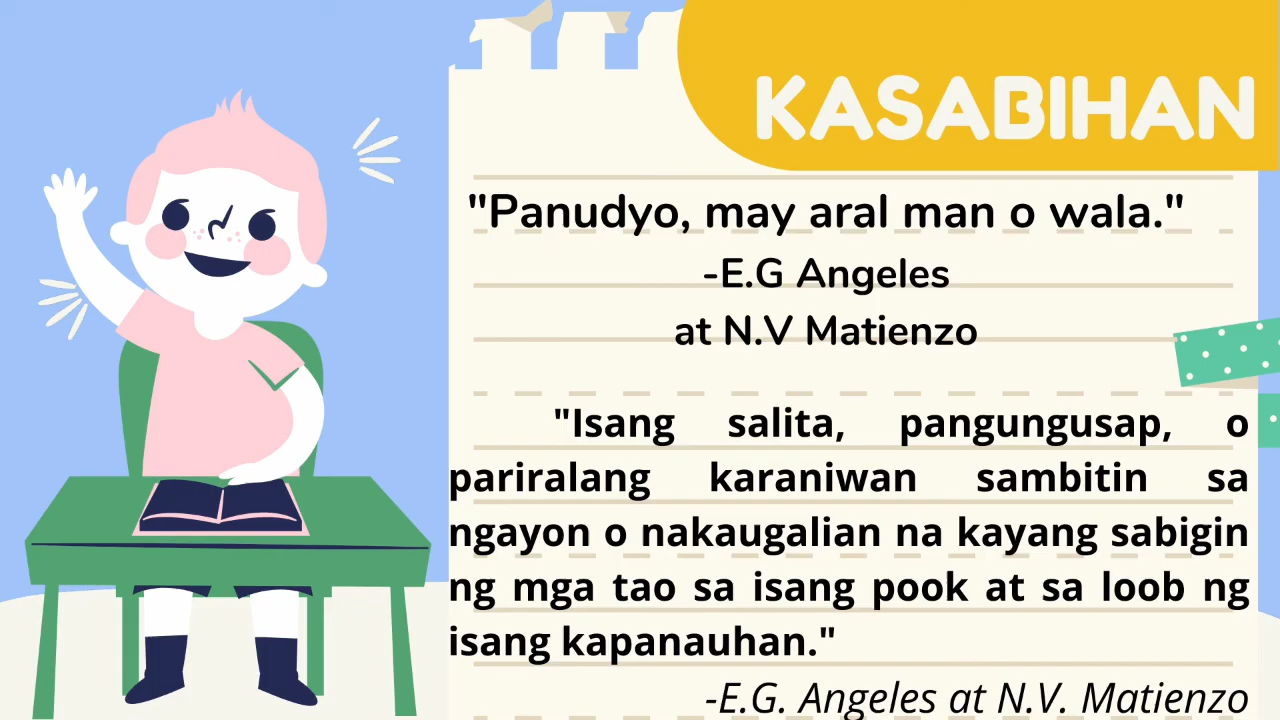 KASABIHAN
"Panudyo, may aral man o wala."
-E.G Angeles
at N.V Matienzo
"Isang salita, pangungusap, o
pariralang karaniwan sambitin sa
ngayon o nakaugalian na kayang sabigin
ng mga tao sa isang pook at sa loob ng
isang kapanauhan."
-E.G. Angeles at N.V. Matienzo